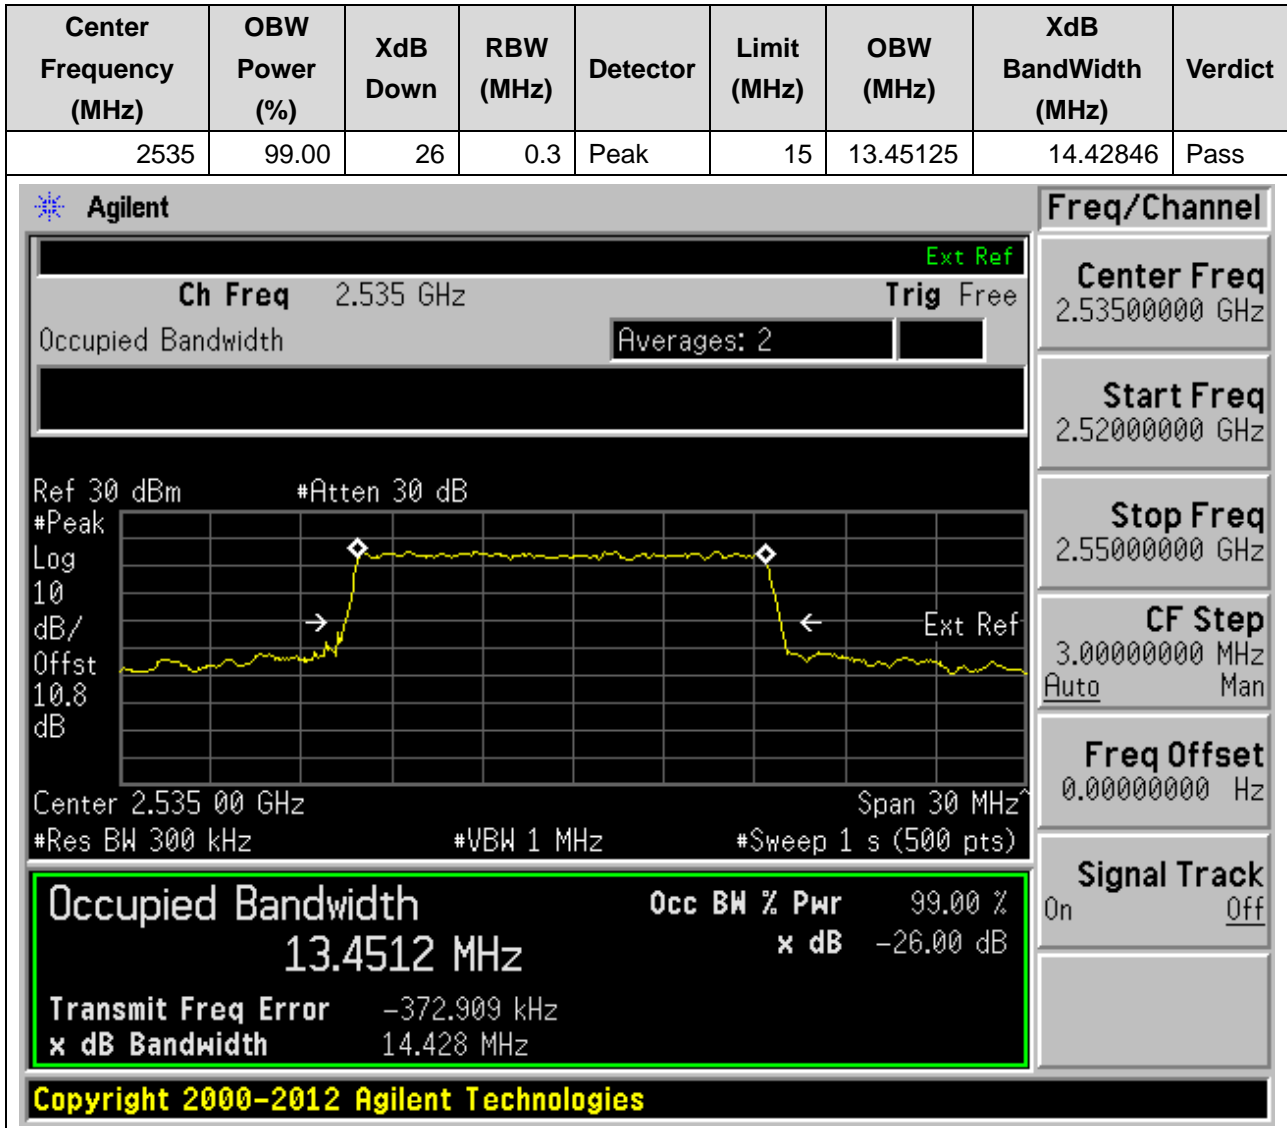 Center Frequency (MHz) OBW Power (%) XdB Down RBW (MHz) Detector Limit (MHz) OBW (MHz) XdB BandWidth (MHz) Verdict
2535 99.00 26 0.3 Peak 15 13.45125 14.42846 Pass
Agilent
Freq/Channel
Ext Ref
Ch Freq 2.535 GHz Trig Free
Occupied Bandwidth Averages: 2
Center Freq
2.53500000 GHz
Start Freq
2.52000000 GHz
Stop Freq
2.55000000 GHz
CF Step
3.00000000 MHz
Auto Man
Freq Offset
0.00000000 Hz
Signal Track
On Off
Ref 30 dBm #Atten 30 dB
#Peak
Log
10
dB/
Offst
10.8
dB
Ext Ref
Center 2.535 00 GHz Span 30 MHz^
#Res BW 300 kHz #VBW 1 MHz #Sweep 1 s (500 pts)
Occupied Bandwidth Occ BW % Pwr 99.00 %
13.4512 MHz x dB -26.00 dB
Transmit Freq Error -372.909 kHz
x dB Bandwidth 14.428 MHz
Copyright 2000-2012 Agilent Technologies